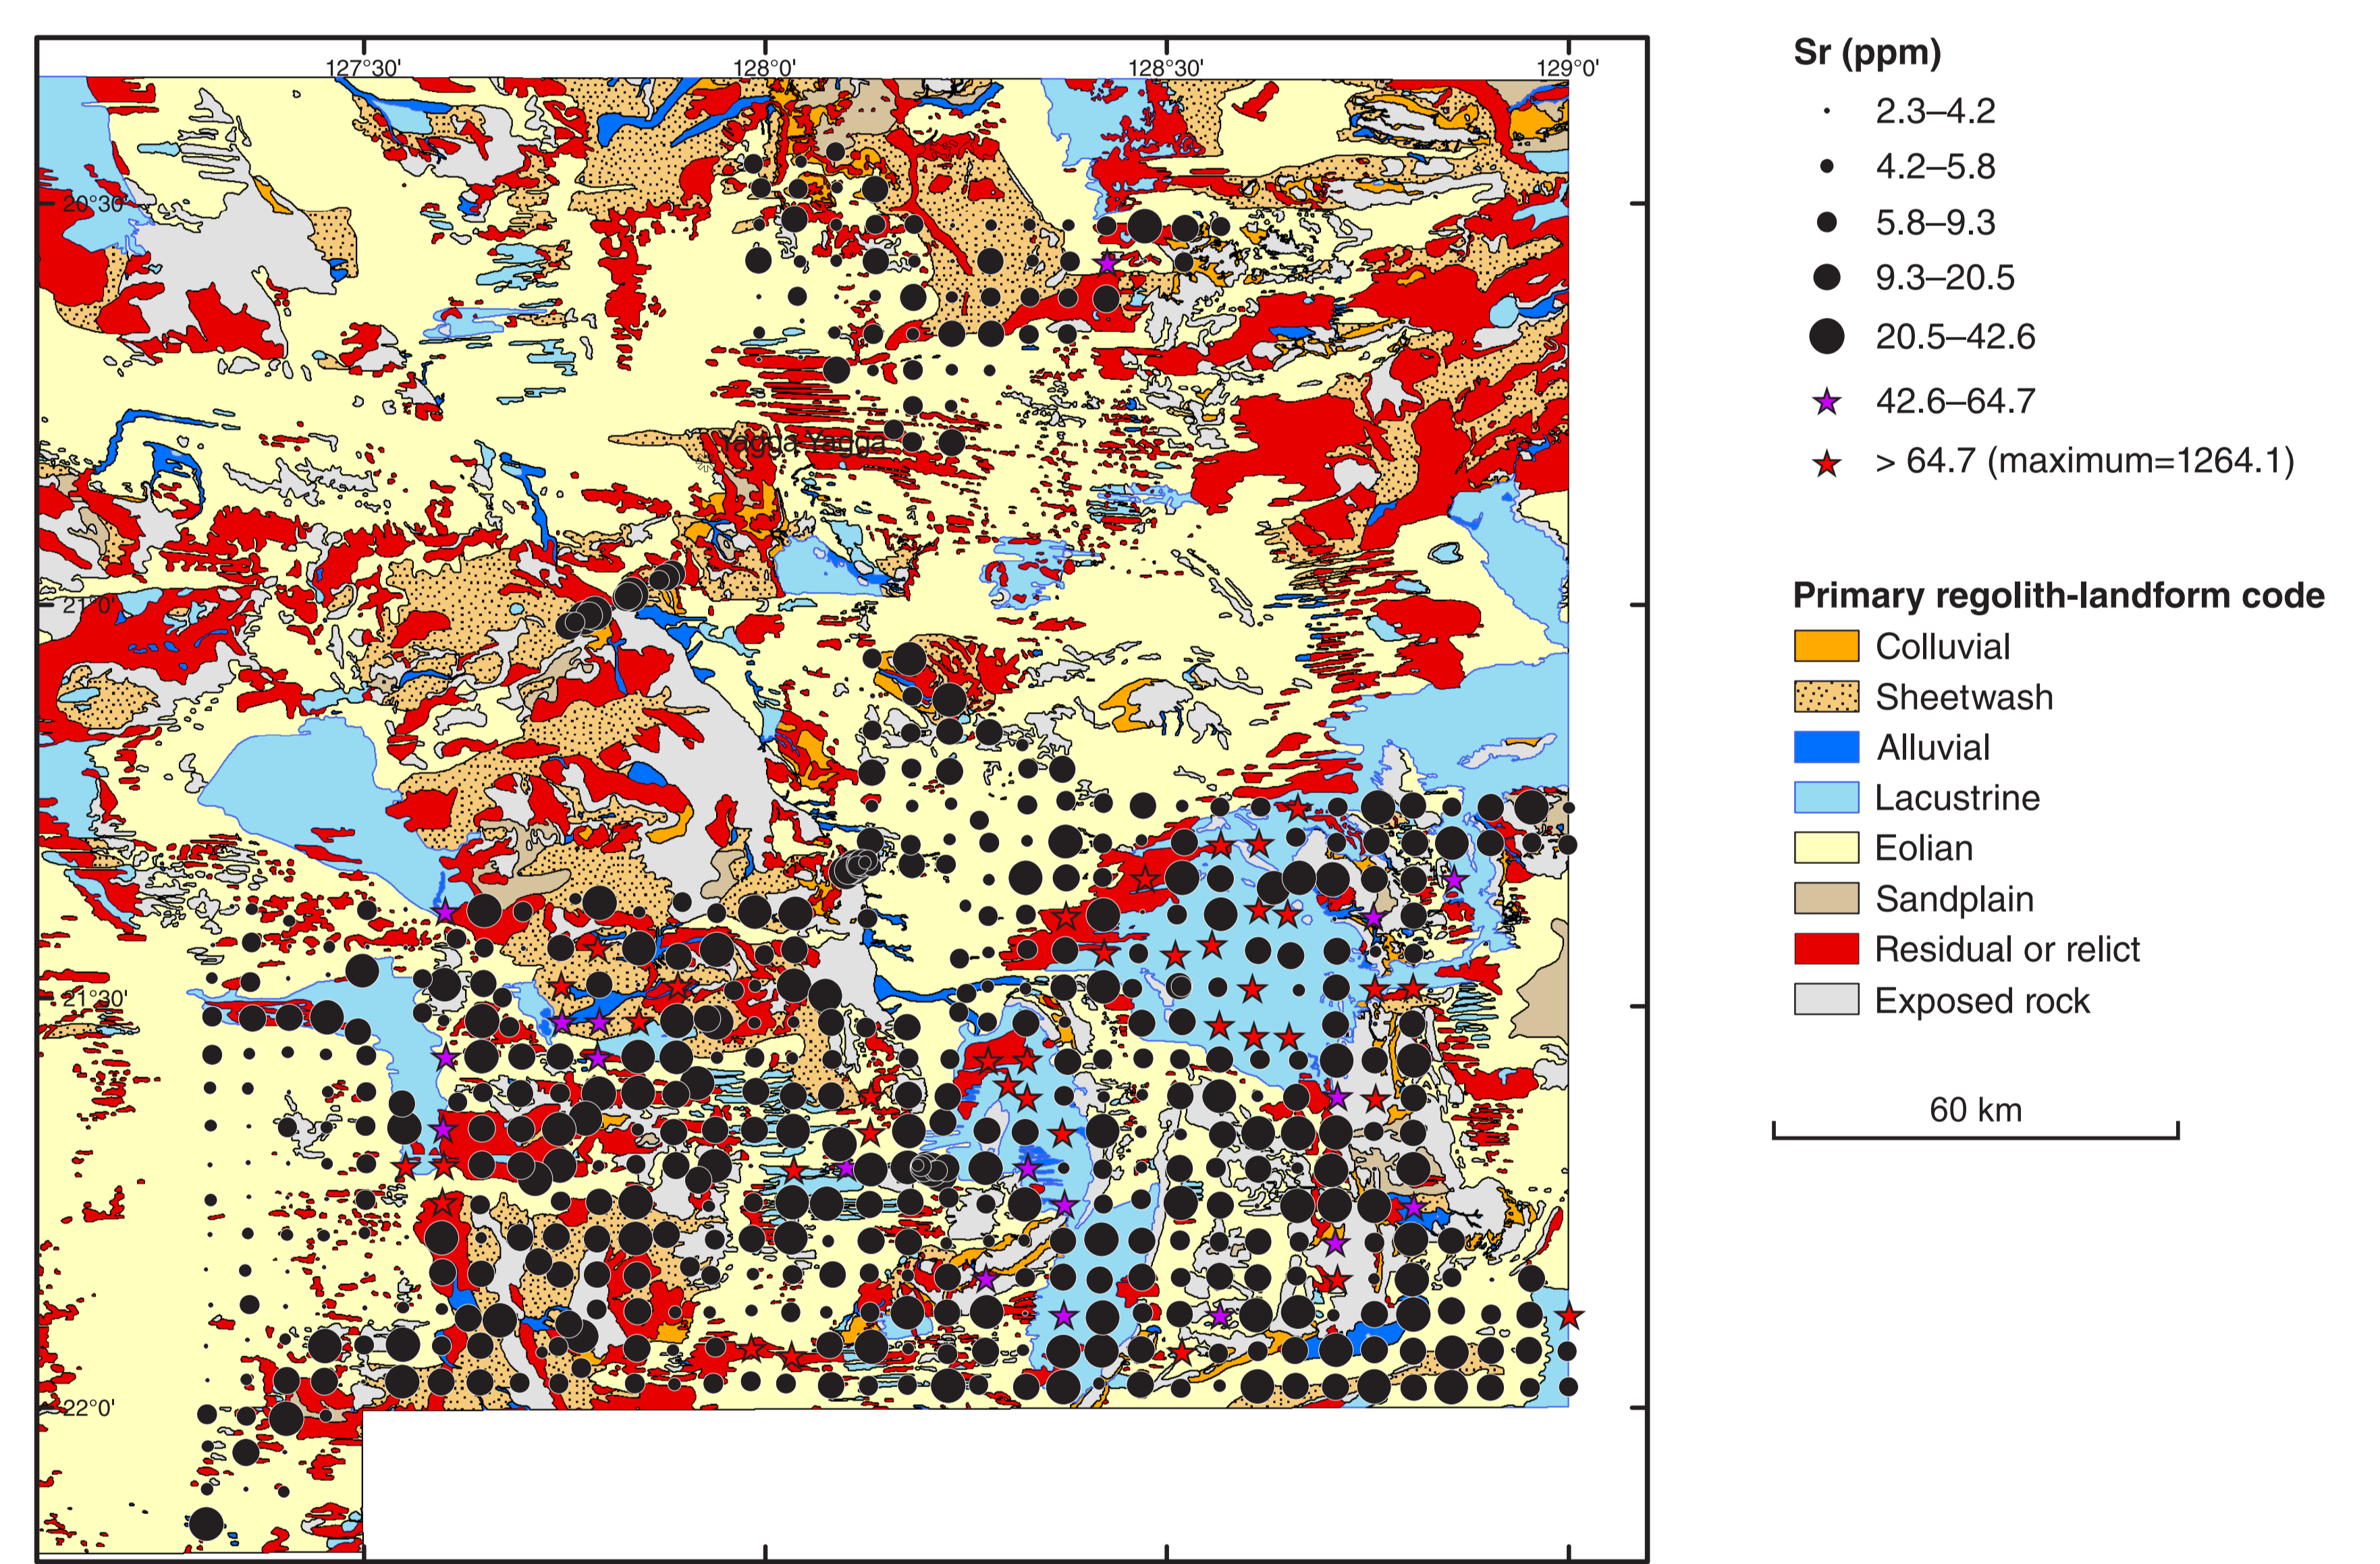 127°30'
128°0'
128°30'
129°0'
20°30'
Yagga Yagga
21°0'
21°30'
22°0'
Sr (ppm)
2.3–4.2
4.2–5.8
5.8–9.3
9.3–20.5
20.5–42.6
42.6–64.7
> 64.7 (maximum=1264.1)
Primary regolith-landform code
Colluvial
Sheetwash
Alluvial
Lacustrine
Eolian
Sandplain
Residual or relict
Exposed rock
60 km